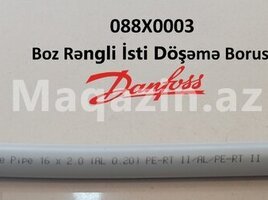 088X0003
Boz Rəngli İsti Döşəmə Borus
Maqazin.az
Danfoss
Pipe 16 x 2.0 (AL 0.20) PE-RT II/AL/PE-RT II